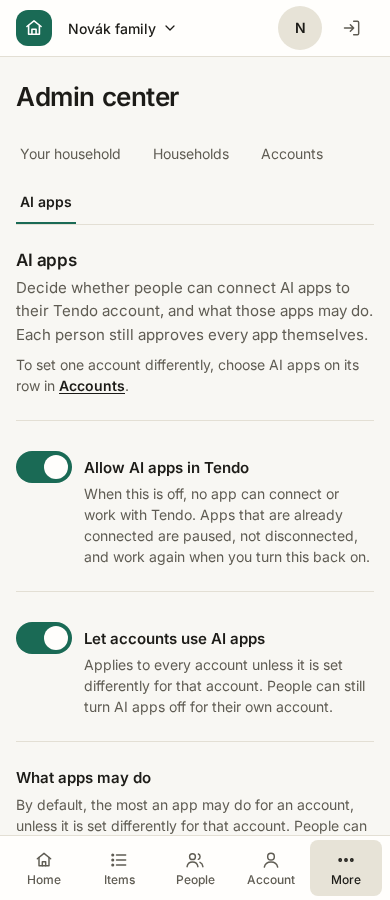 Novák family
N
Admin center
Your household
Households
Accounts
AI apps
AI apps
Decide whether people can connect AI apps to
their Tendo account, and what those apps may do.
Each person still approves every app themselves.
To set one account differently, choose AI apps on its
row in Accounts.
Allow AI apps in Tendo
When this is off, no app can connect or
work with Tendo. Apps that are already
connected are paused, not disconnected,
and work again when you turn this back on.
Let accounts use AI apps
Applies to every account unless it is set
differently for that account. People can still
turn AI apps off for their own account.
What apps may do
By default, the most an app may do for an account,
unless it is set differently for that account. People can
Home
Items
People
Account
More